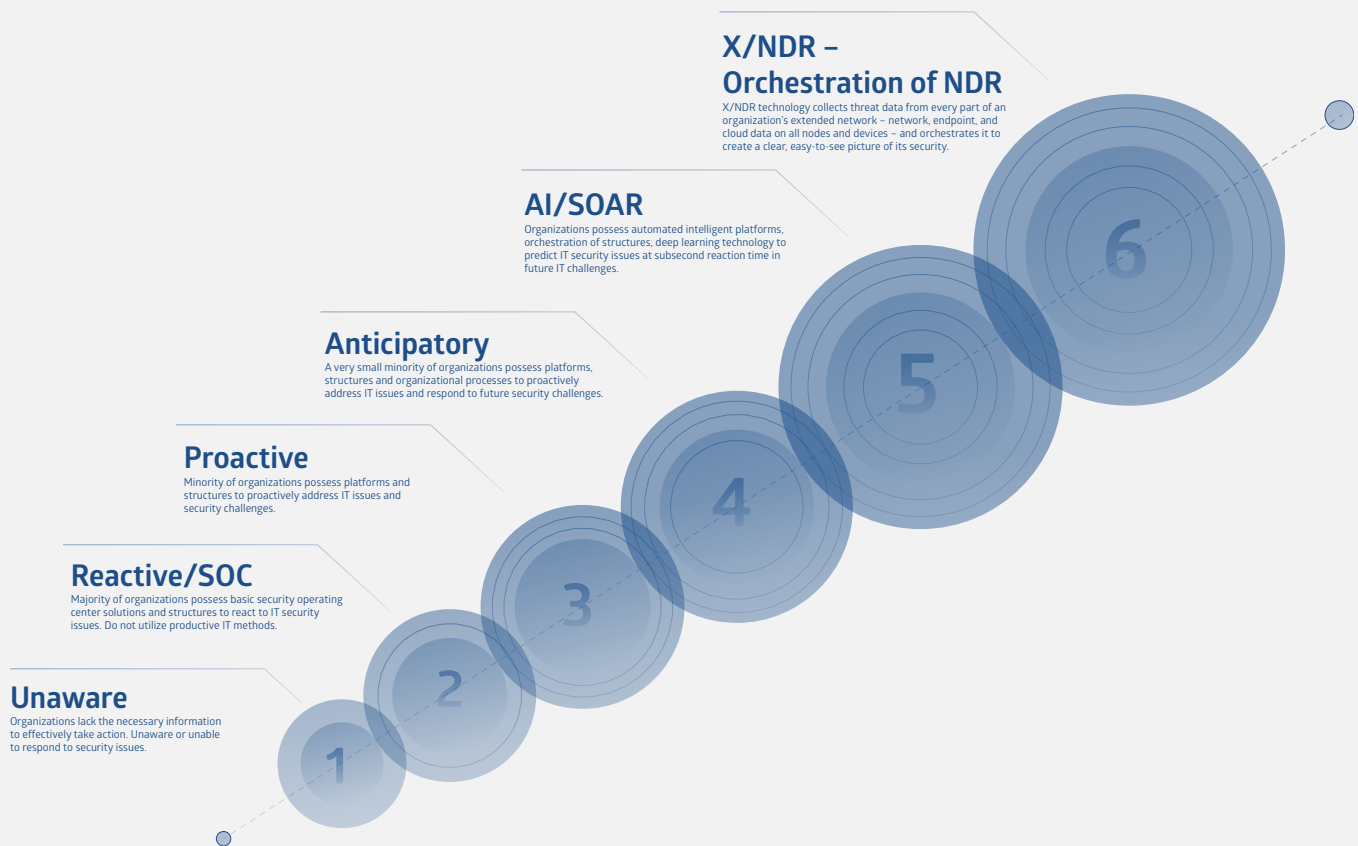 X/NDR –
Orchestration of NDR
X/NDR technology collects threat data from every part of an
organization's extended network – network, endpoint, and
cloud data on all nodes and devices – and orchestrates it to
create a clear, easy-to-see picture of its security.
6
AI/SOAR
Organizations possess automated intelligent platforms,
orchestration of structures, deep learning technology to
predict IT security issues at subsecond reaction time in
future IT challenges.
5
Anticipatory
A very small minority of organizations possess platforms,
structures and organizational processes to proactively
address IT issues and respond to future security challenges.
4
Proactive
Minority of organizations possess platforms and
structures to proactively address IT issues and
security challenges.
3
Reactive/SOC
Majority of organizations possess basic security operating
center solutions and structures to react to IT security
issues. Do not utilize productive IT methods.
2
Unaware
Organizations lack the necessary information
to effectively take action. Unaware or unable
to respond to security issues.
1